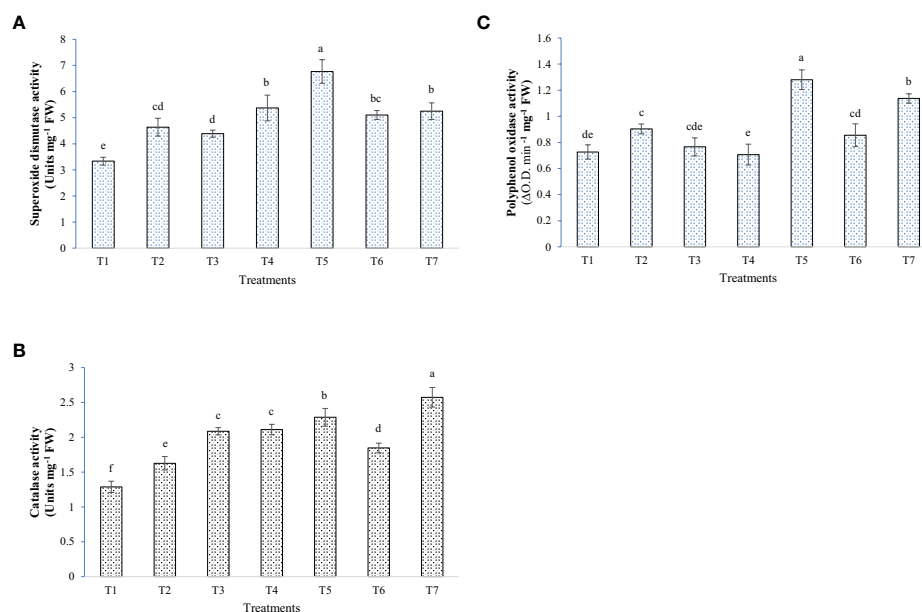 A
Superoxide dismutase activity
(Units mg⁻¹ FW)
8
7
6
5
4
3
2
1
0
e
cd
d
b
a
bc
b
T1 T2 T3 T4 T5 T6 T7
Treatments
C
Polyphenol oxidase activity
(ΔO.D. min⁻¹ mg⁻¹ FW)
1.6
1.4
1.2
1
0.8
0.6
0.4
0.2
0
de
c
cde
e
a
cd
b
T1 T2 T3 T4 T5 T6 T7
Treatments
B
Catalase activity
(Units mg⁻¹ FW)
3
2.5
2
1.5
1
0.5
0
f
e
c
c
b
d
a
T1 T2 T3 T4 T5 T6 T7
Treatments